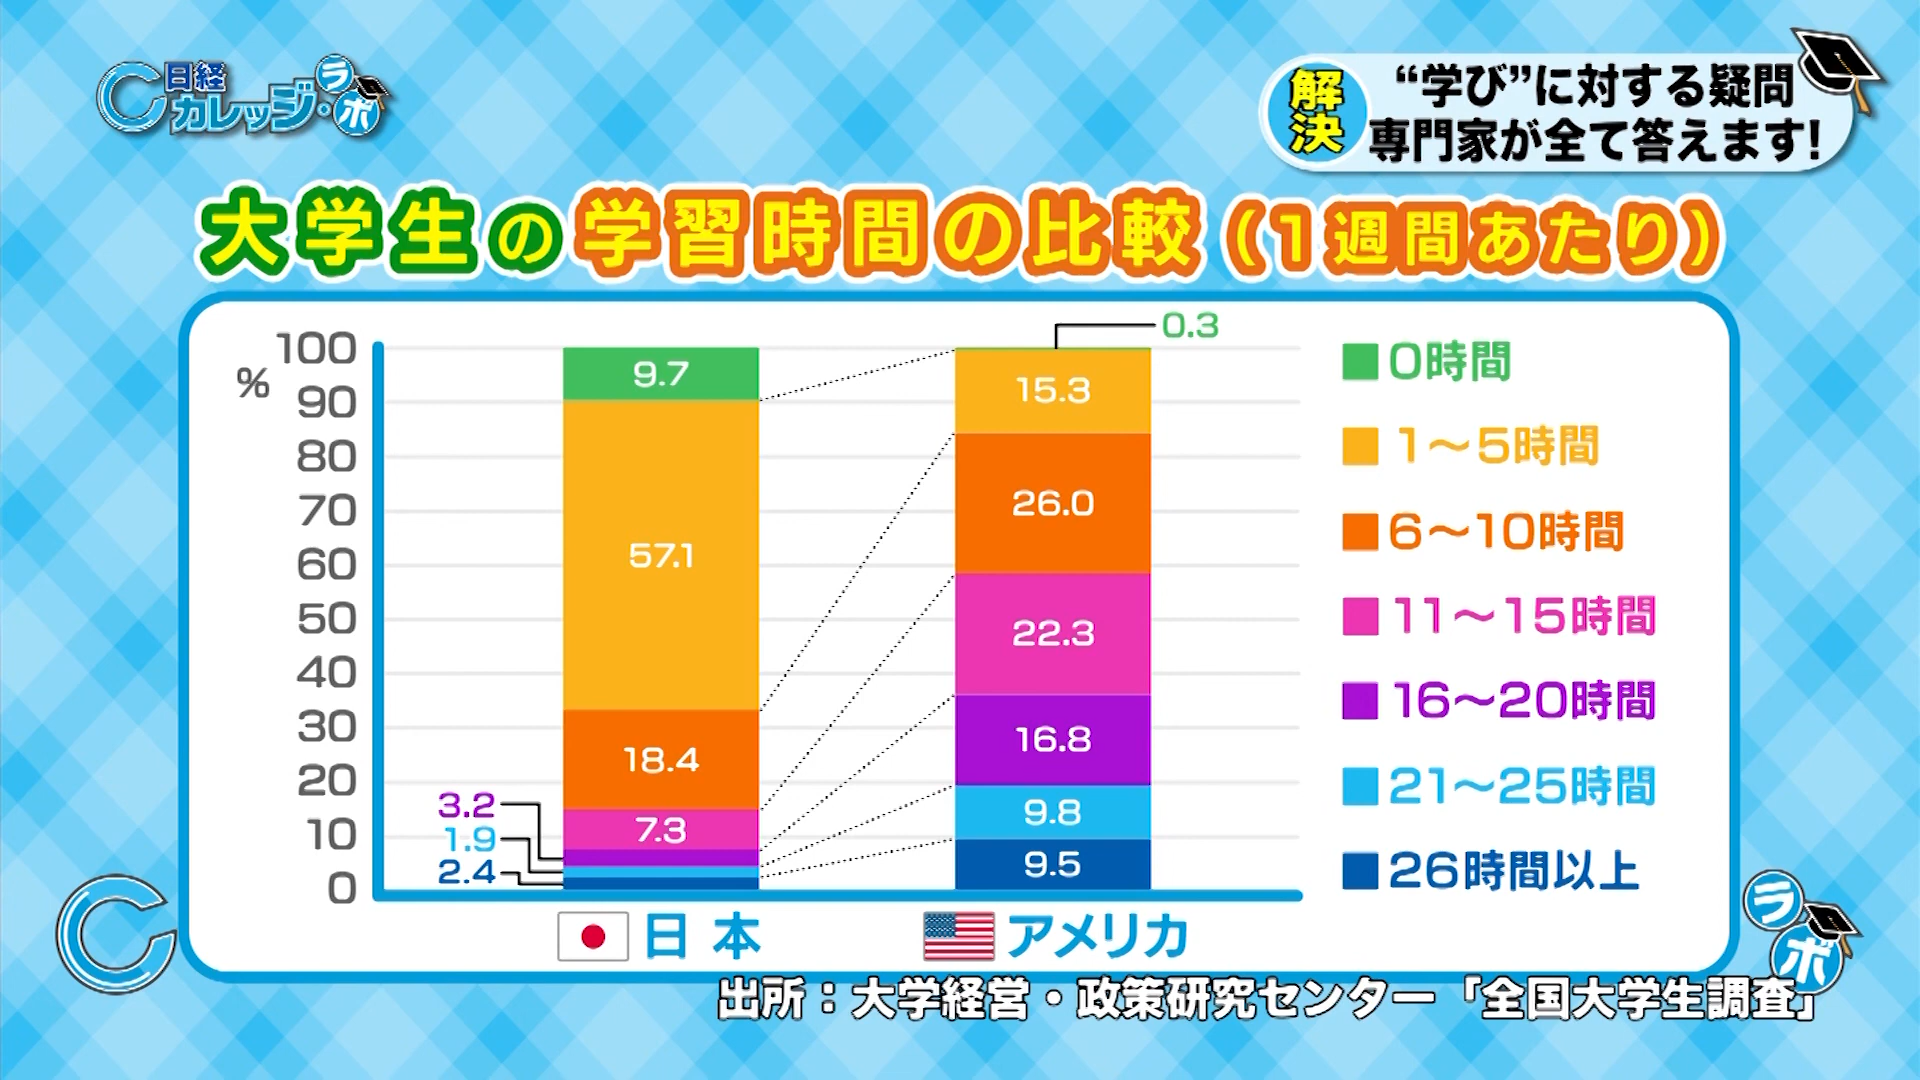 日経
カレッジ・ラボ
解決
“学び”に対する疑問
専門家が全て答えます!
大学生の学習時間の比較(1週間あたり)
%
100
90
80
70
60
50
40
30
20
10
0
9.7
57.1
18.4
7.3
3.2
1.9
2.4
0.3
15.3
26.0
22.3
16.8
9.8
9.5
日本
アメリカ
0時間
1~5時間
6~10時間
11~15時間
16~20時間
21~25時間
26時間以上
ラボ
出所:大学経営・政策研究センター「全国大学生調査」